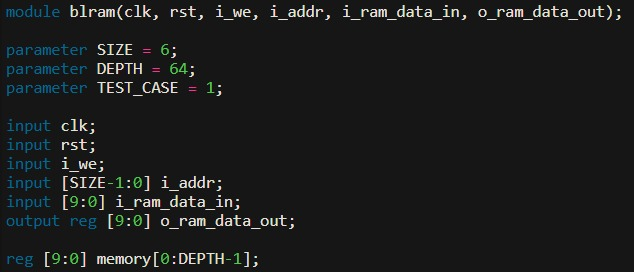 module blram(clk, rst, i_we, i_addr, i_ram_data_in, o_ram_data_out);
parameter SIZE = 6;
parameter DEPTH = 64;
parameter TEST_CASE = 1;
input clk;
input rst;
input i_we;
input [SIZE-1:0] i_addr;
input [9:0] i_ram_data_in;
output reg [9:0] o_ram_data_out;
reg [9:0] memory[0:DEPTH-1];